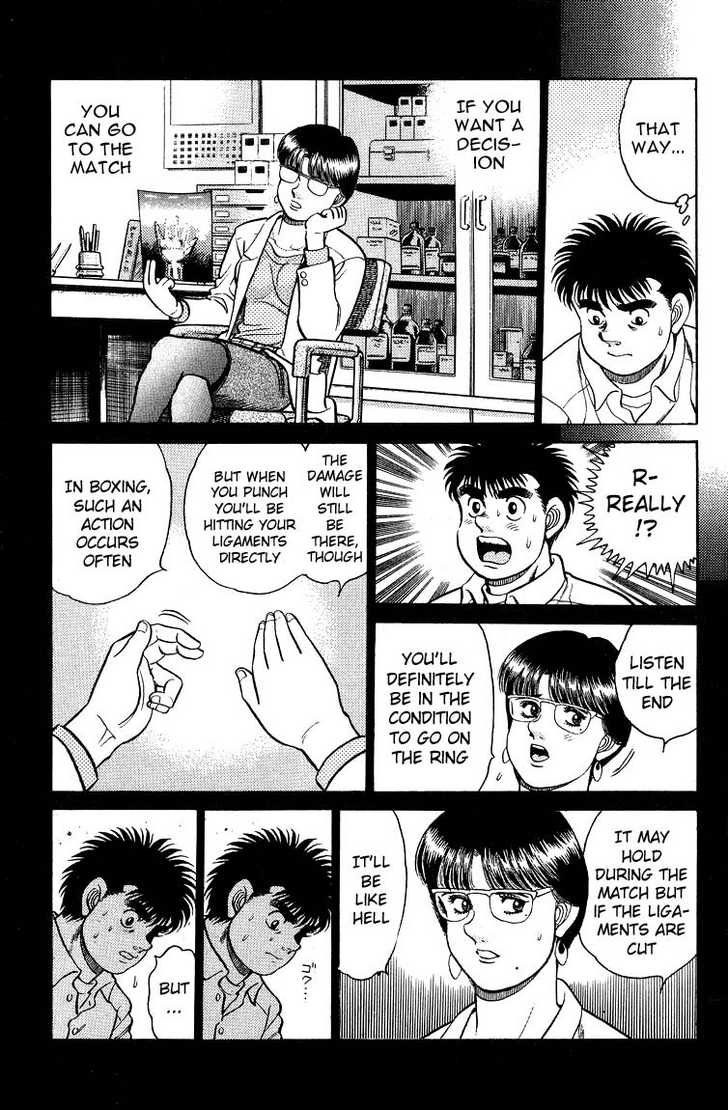 THAT
WAY...
IF YOU
WANT A
DECIS-
ION
YOU
CAN GO
TO THE
MATCH
R-
REALLY
!?
LISTEN
TILL THE
END
YOU'LL
DEFINITELY
BE IN THE
CONDITION
TO GO ON
THE RING
THE
DAMAGE
WILL
STILL
BE
THERE,
THOUGH
BUT WHEN
YOU PUNCH
YOU'LL BE
HITTING YOUR
LIGAMENTS
DIRECTLY
IN BOXING,
SUCH AN
ACTION
OCCURS
OFTEN
IT MAY
HOLD
DURING THE
MATCH BUT
IF THE LIGA-
MENTS ARE
CUT
IT'LL
BE
LIKE
HELL
ゴク…
BUT
...